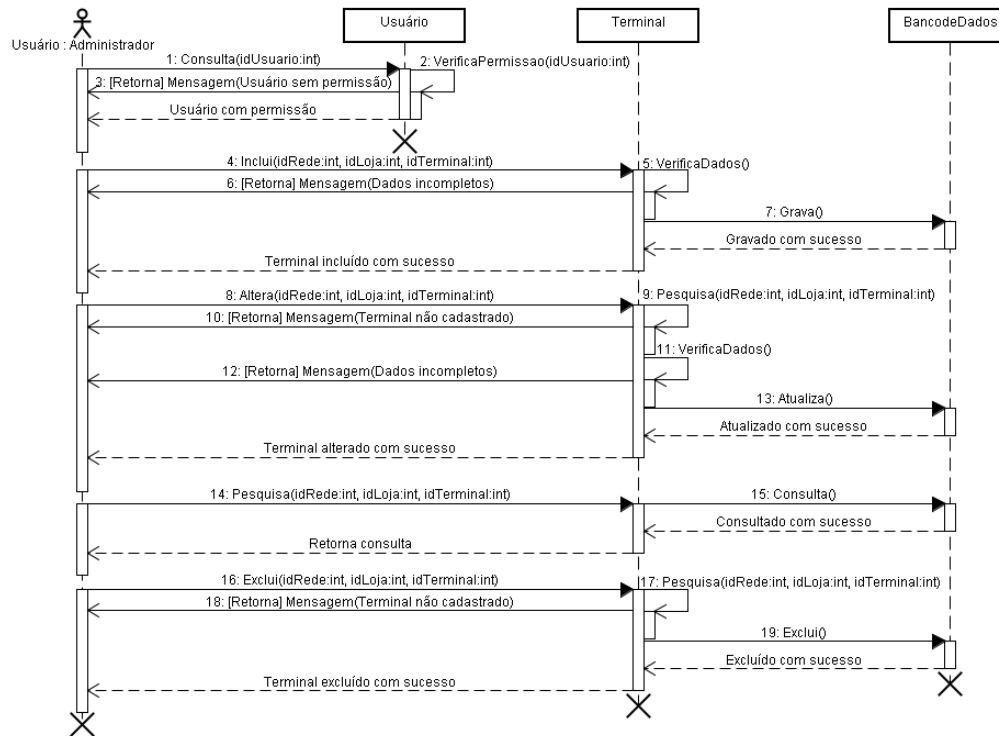 Usuário
Terminal
BancodeDados
Usuário : Administrador
1: Consulta(idUsuario:int)
2: VerificaPermissao(idUsuario:int)
3: [Retorna] Mensagem(Usuário sem permissão)
Usuário com permissão
4: Inclui(idRede:int, idLoja:int, idTerminal:int)
5: VerificaDados()
6: [Retorna] Mensagem(Dados incompletos)
7: Grava()
Gravado com sucesso
Terminal incluído com sucesso
8: Altera(idRede:int, idLoja:int, idTerminal:int)
9: Pesquisa(idRede:int, idLoja:int, idTerminal:int)
10: [Retorna] Mensagem(Terminal não cadastrado)
11: VerificaDados()
12: [Retorna] Mensagem(Dados incompletos)
13: Atualiza()
Atualizado com sucesso
Terminal alterado com sucesso
14: Pesquisa(idRede:int, idLoja:int, idTerminal:int)
15: Consulta()
Consultado com sucesso
Retorna consulta
16: Exclui(idRede:int, idLoja:int, idTerminal:int)
17: Pesquisa(idRede:int, idLoja:int, idTerminal:int)
18: [Retorna] Mensagem(Terminal não cadastrado)
19: Exclui()
Excluído com sucesso
Terminal excluído com sucesso